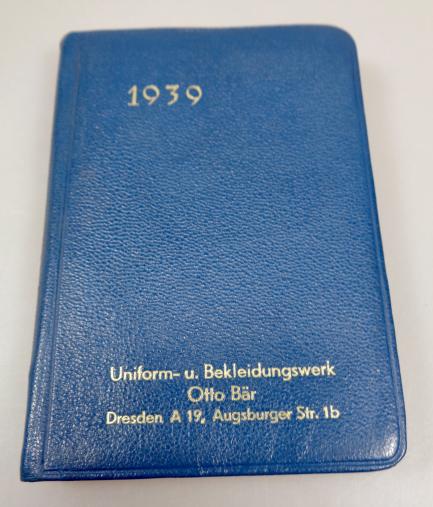 1939
Uniform- u. Bekleidungswerk
Otto Bär
Dresden A 19, Augsburger Str. 1b